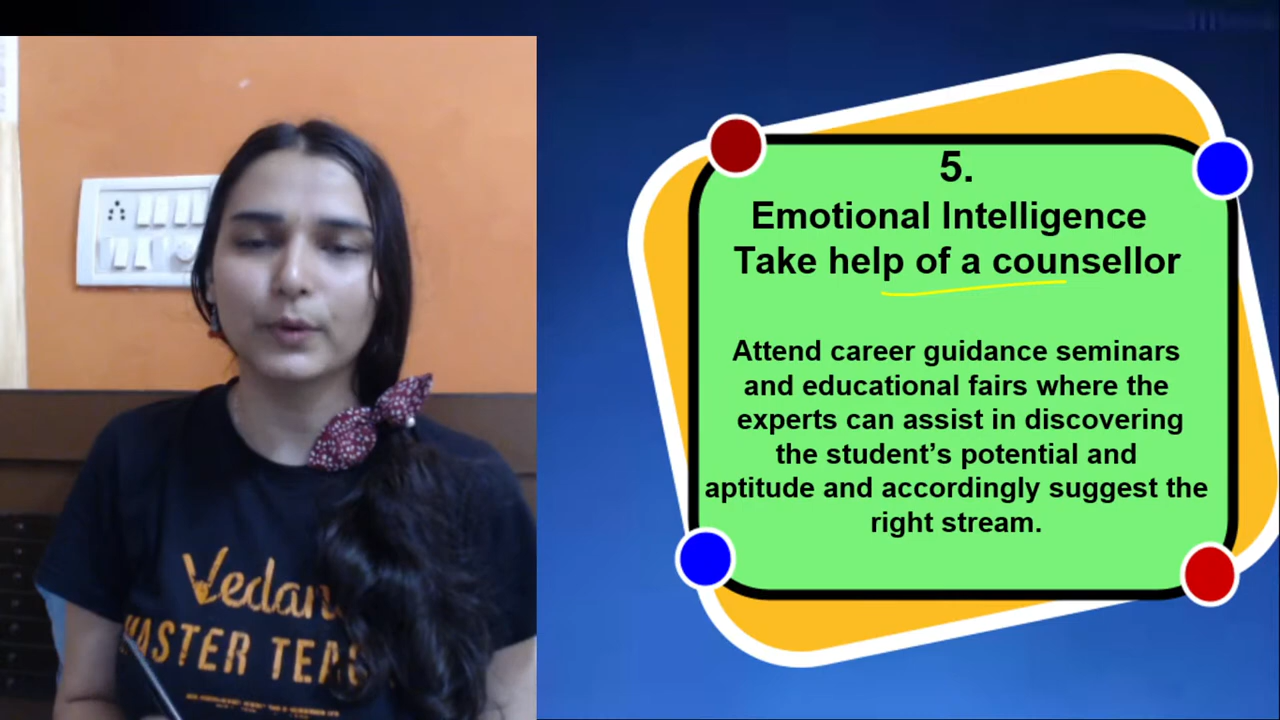 5.
Emotional Intelligence
Take help of a counsellor
Attend career guidance seminars
and educational fairs where the
experts can assist in discovering
the student’s potential and
aptitude and accordingly suggest the
right stream.
MASTER